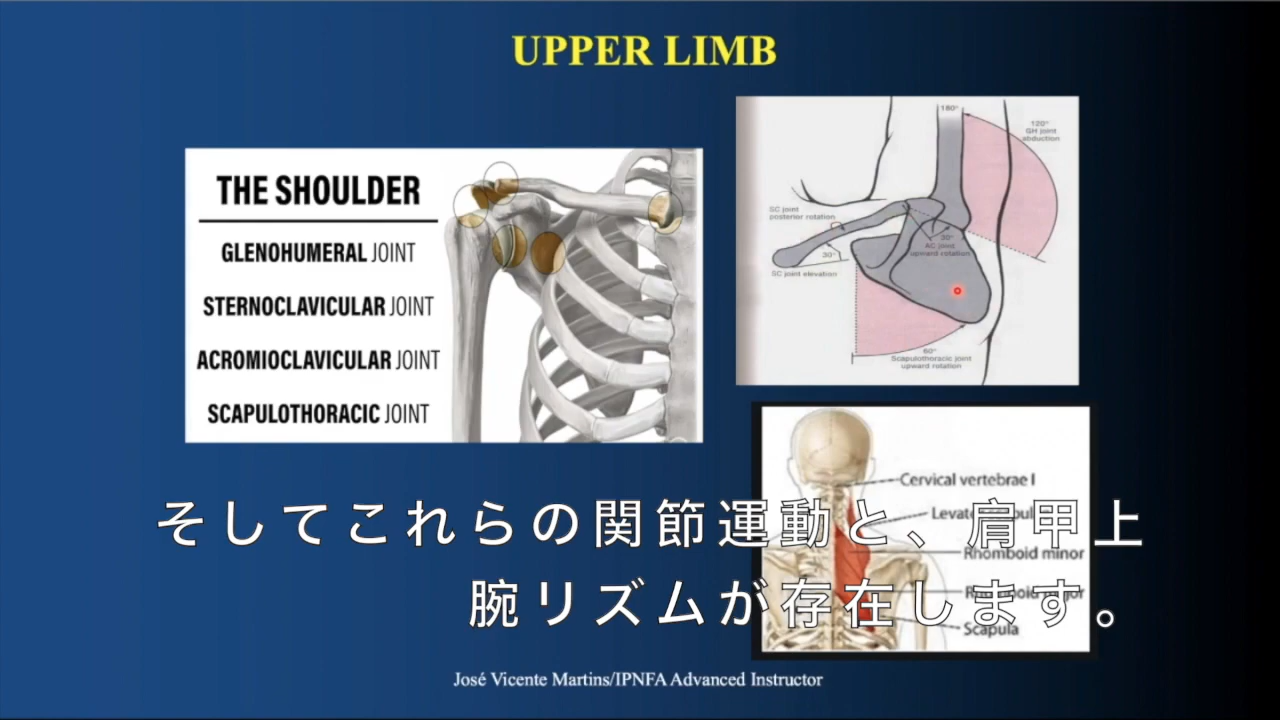 UPPER LIMB
THE SHOULDER
GLENOHUMERAL JOINT
STERNOCLAVICULAR JOINT
ACROMIOCLAVICULAR JOINT
SCAPULOTHORACIC JOINT
180°
120°
GH joint
abduction
SC joint
posterior rotation
30°
AC joint
upward rotation
30°
SC joint elevation
60°
Scapulothoracic joint
upward rotation
Cervical vertebrae I
Rhomboid minor
Rhomboid major
Scapula
そしてこれらの関節運動と、肩甲上
腕リズムが存在します。
José Vicente Martins/IPNFA Advanced Instructor